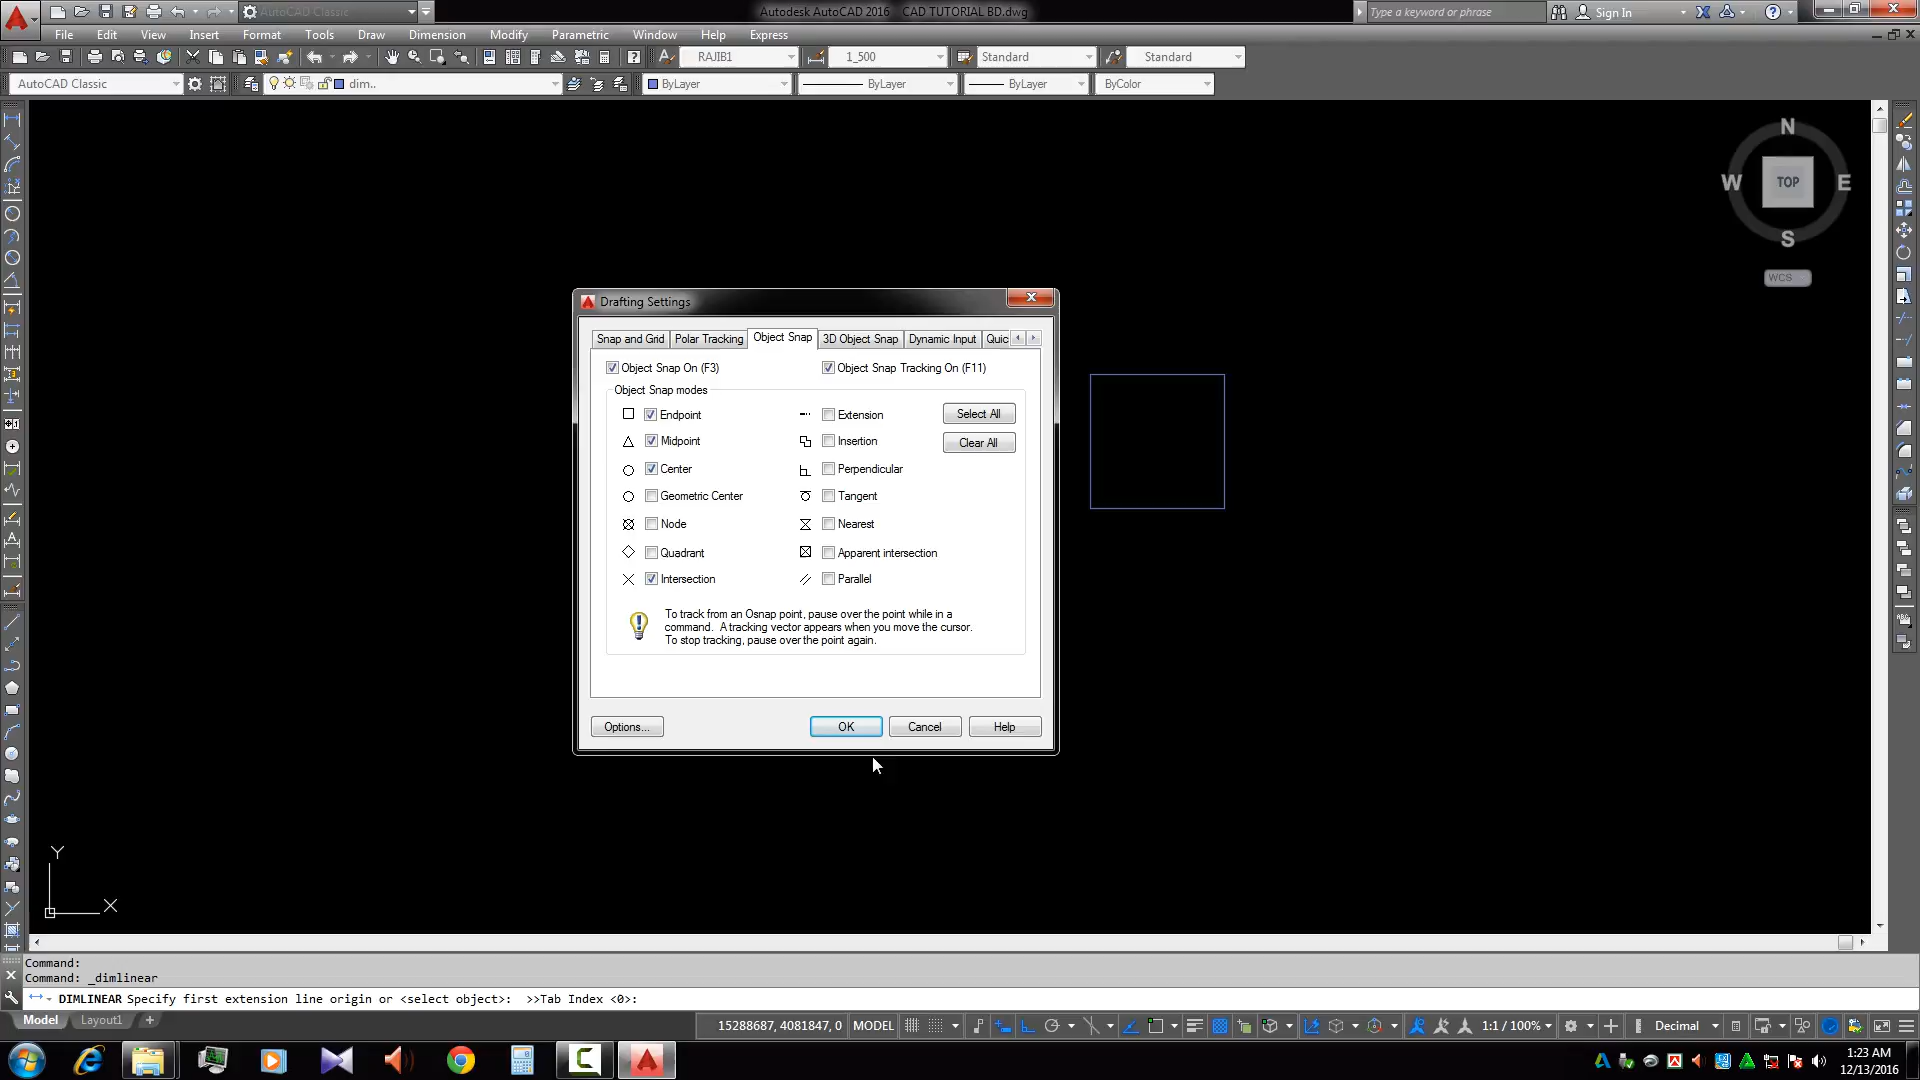 AutoCAD Classic
Autodesk AutoCAD 2016 CAD TUTORIAL BD.dwg
Type a keyword or phrase
Sign In
File Edit View Insert Format Tools Draw Dimension Modify Parametric Window Help Express
RAJIB1 1_500 Standard Standard
AutoCAD Classic dim.. ByLayer ByLayer ByLayer ByColor
N
W TOP E
S
WCS
Drafting Settings
Snap and Grid Polar Tracking Object Snap 3D Object Snap Dynamic Input Quic
Object Snap On (F3) Object Snap Tracking On (F11)
Object Snap modes
Endpoint Extension Select All
Midpoint Insertion Clear All
Center Perpendicular
Geometric Center Tangent
Node Nearest
Quadrant Apparent intersection
Intersection Parallel
To track from an Osnap point, pause over the point while in a
command. A tracking vector appears when you move the cursor.
To stop tracking, pause over the point again.
Options... OK Cancel Help
Y
X
Command:
Command: _dimlinear
DIMLINEAR Specify first extension line origin or <select object>: >>Tab Index <0>:
Model Layout1 +
15288687, 4081847, 0 MODEL 1:1 / 100% Decimal
1:23 AM
12/13/2016